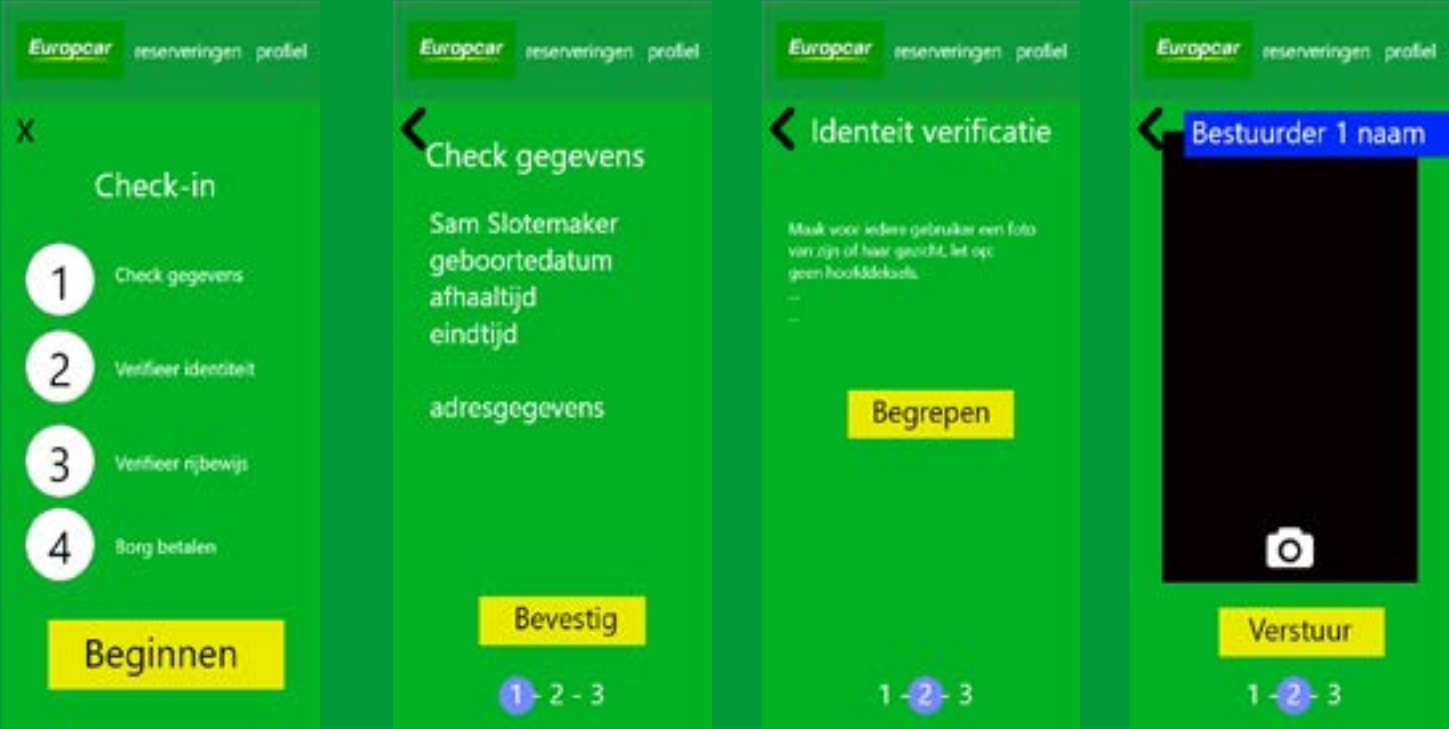 Europcar reserveringen profiel
X
Check-in
1 Check gegevens
2 Verifieer identiteit
3 Verifieer rijbewijs
4 Borg betalen
Beginnen
Europcar reserveringen profiel
Check gegevens
Sam Slotemaker
geboortedatum
afhaaltijd
eindtijd
adresgegevens
Bevestig
1 - 2 - 3
Europcar reserveringen profiel
Identeit verificatie
Maak voor iedere gebruiker een foto
van zijn of haar gezicht, let op:
geen hoofddeksels.
...
...
Begrepen
1 - 2 - 3
Europcar reserveringen profiel
Bestuurder 1 naam
Verstuur
1 - 2 - 3